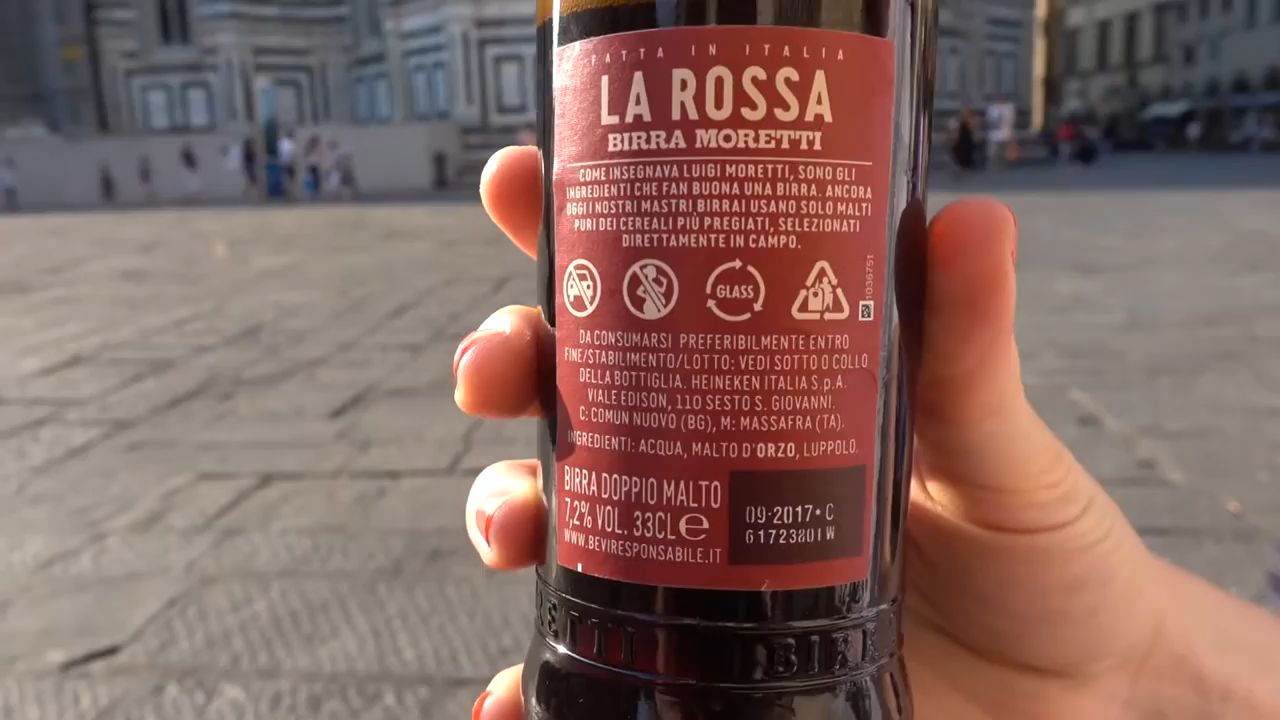 FATTA IN ITALIA
LA ROSSA
BIRRA MORETTI
COME INSEGNAVA LUIGI MORETTI, SONO GLI
INGREDIENTI CHE FAN BUONA UNA BIRRA. ANCORA
OGGI I NOSTRI MASTRI BIRRAI USANO SOLO MALTI
PURI DEI CEREALI PIÙ PREGIATI, SELEZIONATI
DIRETTAMENTE IN CAMPO.
GLASS
1036751
DA CONSUMARSI PREFERIBILMENTE ENTRO
FINE/STABILIMENTO/LOTTO: VEDI SOTTO O COLLO
DELLA BOTTIGLIA. HEINEKEN ITALIA S.p.A.
VIALE EDISON, 110 SESTO S. GIOVANNI.
C: COMUN NUOVO (BG), M: MASSAFRA (TA).
INGREDIENTI: ACQUA, MALTO D'ORZO, LUPPOLO.
BIRRA DOPPIO MALTO
7,2% VOL. 33CL e
WWW.BEVIRESPONSABILE.IT
09-2017• C
61723801W
RETTI BIRR